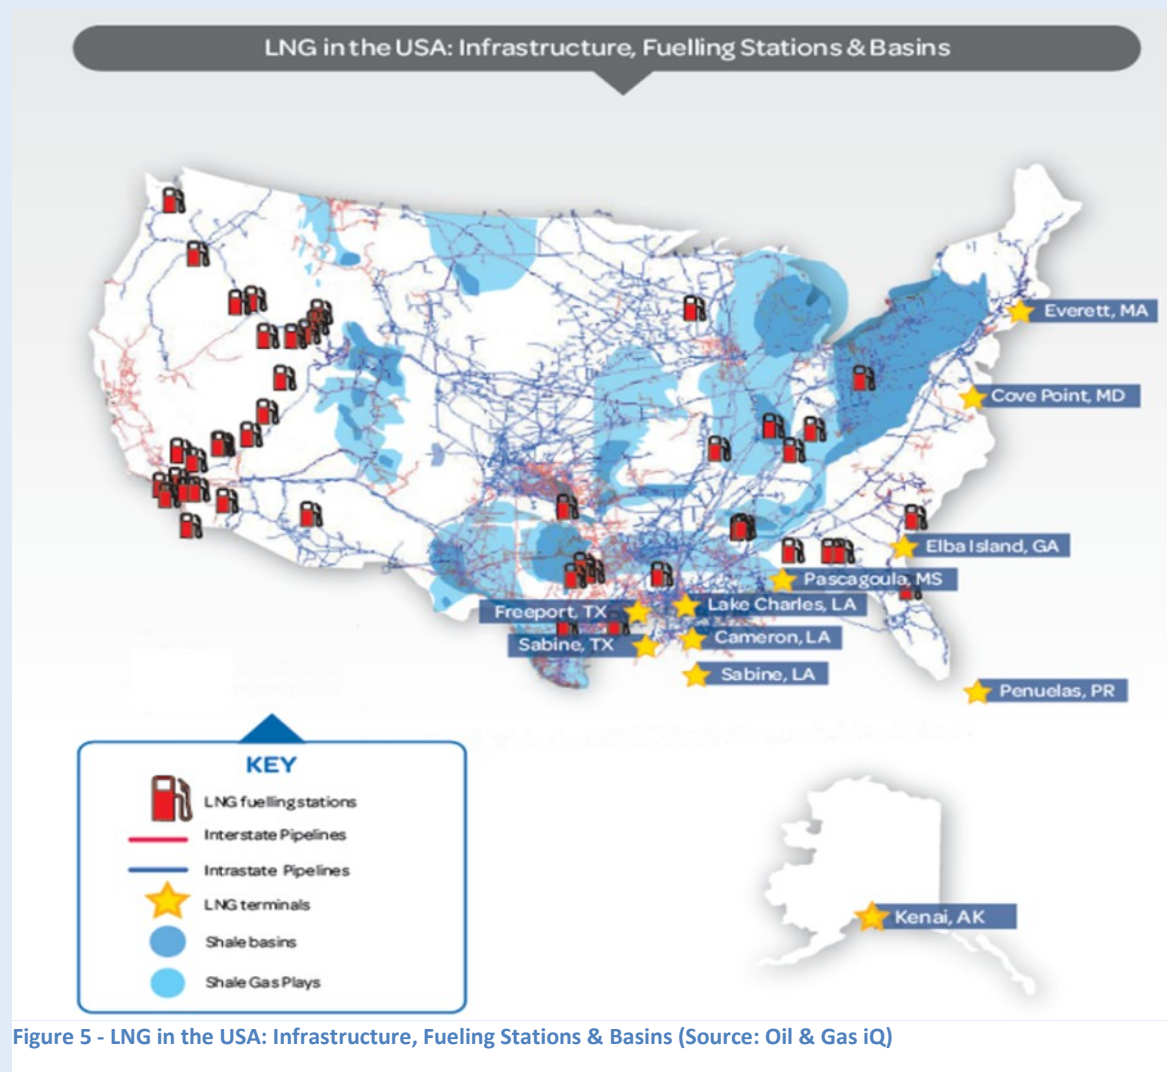 LNG in the USA: Infrastructure, Fuelling Stations & Basins
Everett, MA
Cove Point, MD
Elba Island, GA
Pascagoula, MS
Freeport, TX
Lake Charles, LA
Sabine, TX
Cameron, LA
Sabine, LA
Penuelas, PR
KEY
LNG fuelling stations
Interstate Pipelines
Intrastate Pipelines
LNG terminals
Shale basins
Shale Gas Plays
Kenai, AK
Figure 5 - LNG in the USA: Infrastructure, Fueling Stations & Basins (Source: Oil & Gas iQ)